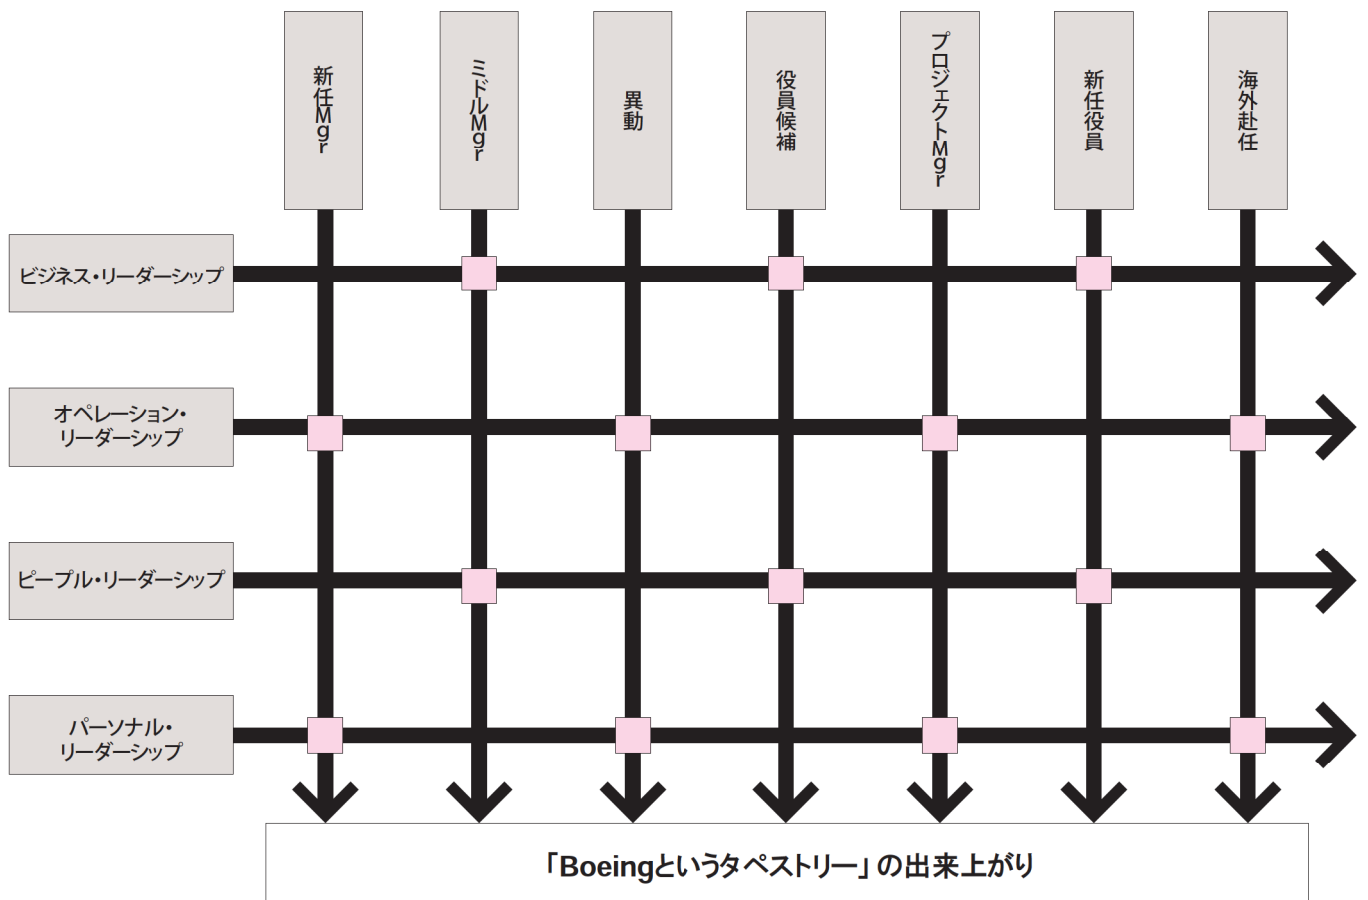 新任Mgr
ミドルMgr
異動
役員候補
プロジェクトMgr
新任役員
海外赴任
ビジネス・リーダーシップ
オペレーション・
リーダーシップ
ピープル・リーダーシップ
パーソナル・
リーダーシップ
「Boeingというタペストリー」の出来上がり